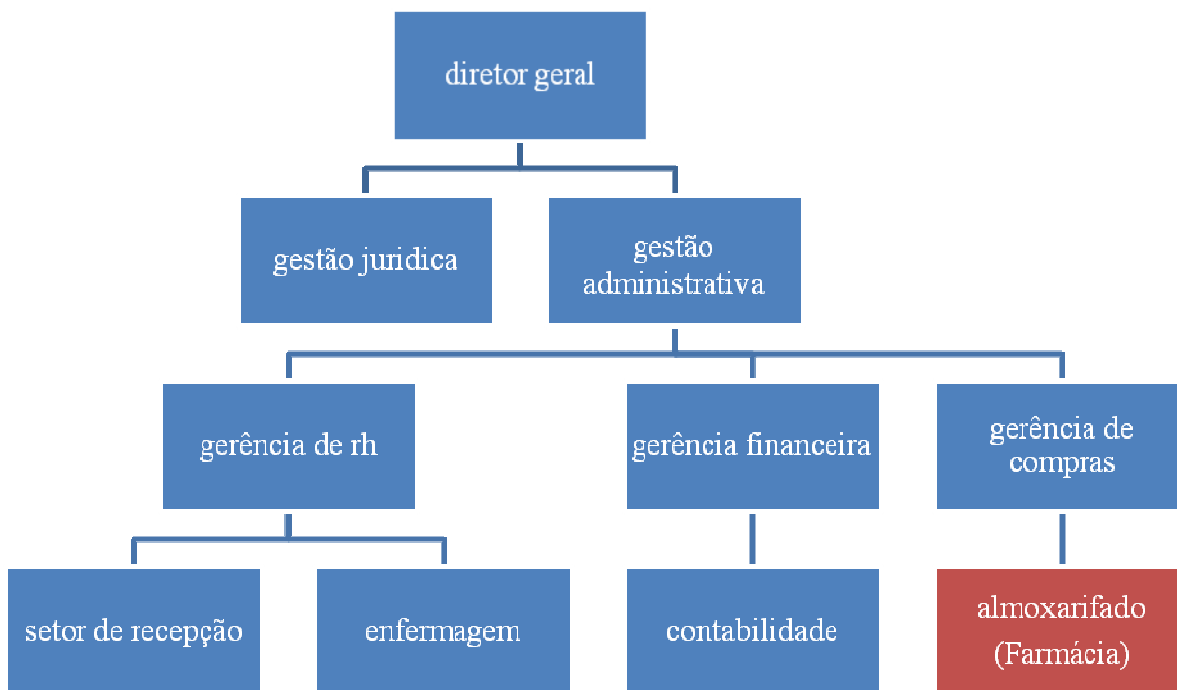 diretor geral
gestão juridica
gestão
administrativa
gerência de rh
gerência financeira
gerência de
compras
setor de recepção
enfermagem
contabilidade
almoxarifado
(Farmácia)